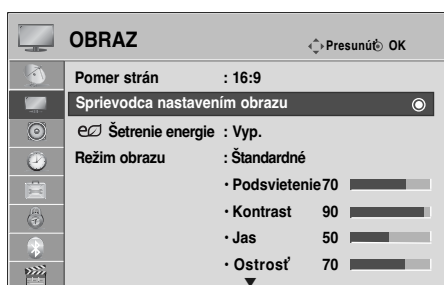 OBRAZ Presunúť OK
Pomer strán : 16:9
Sprievodca nastavením obrazu
Šetrenie energie : Vyp.
Režim obrazu : Štandardné
• Podsvietenie 70
• Kontrast 90
• Jas 50
• Ostrosť 70